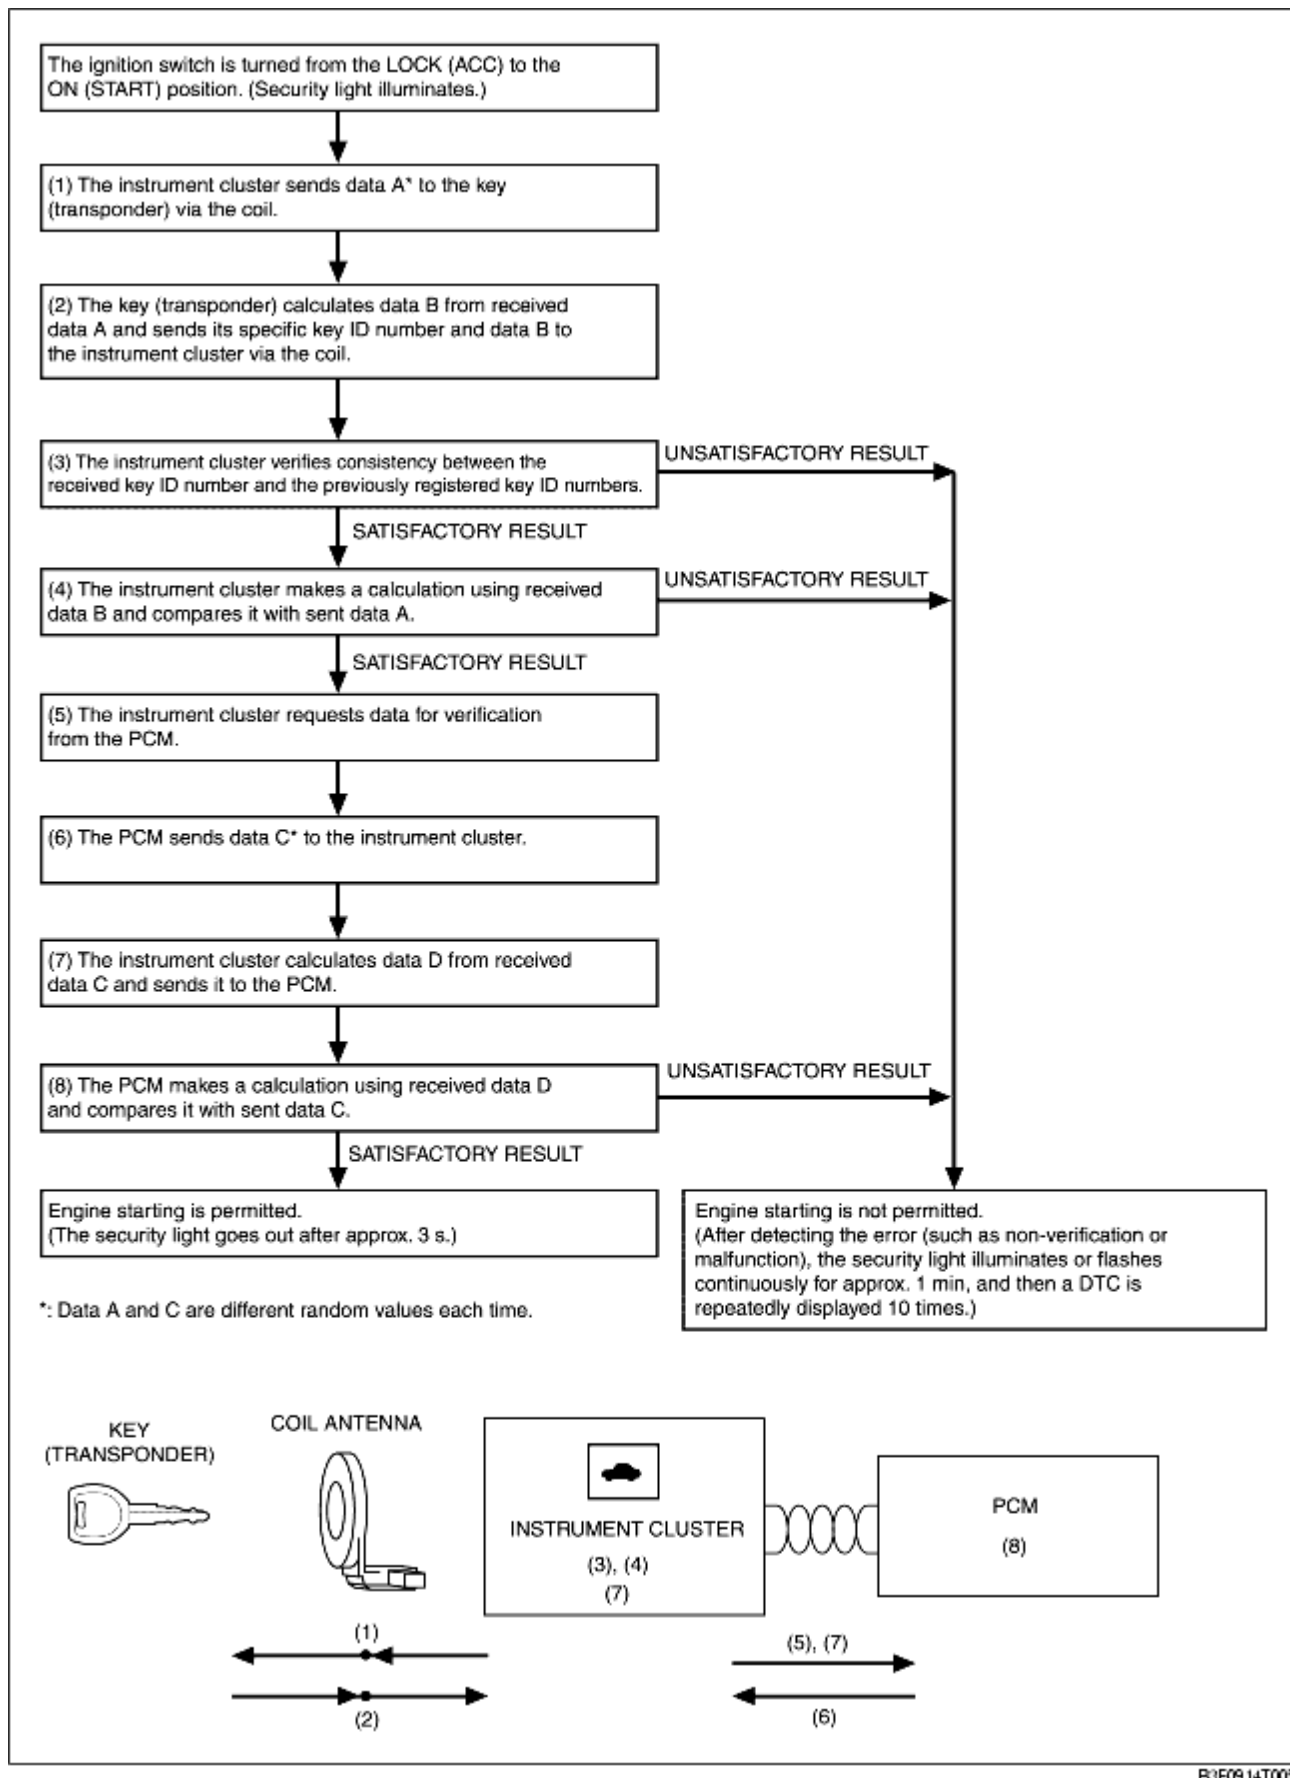 The ignition switch is turned from the LOCK (ACC) to the
ON (START) position. (Security light illuminates.)
(1) The instrument cluster sends data A* to the key
(transponder) via the coil.
(2) The key (transponder) calculates data B from received
data A and sends its specific key ID number and data B to
the instrument cluster via the coil.
(3) The instrument cluster verifies consistency between the
received key ID number and the previously registered key ID numbers.
UNSATISFACTORY RESULT
SATISFACTORY RESULT
(4) The instrument cluster makes a calculation using received
data B and compares it with sent data A.
UNSATISFACTORY RESULT
SATISFACTORY RESULT
(5) The instrument cluster requests data for verification
from the PCM.
(6) The PCM sends data C* to the instrument cluster.
(7) The instrument cluster calculates data D from received
data C and sends it to the PCM.
(8) The PCM makes a calculation using received data D
and compares it with sent data C.
UNSATISFACTORY RESULT
SATISFACTORY RESULT
Engine starting is permitted.
(The security light goes out after approx. 3 s.)
Engine starting is not permitted.
(After detecting the error (such as non-verification or
malfunction), the security light illuminates or flashes
continuously for approx. 1 min, and then a DTC is
repeatedly displayed 10 times.)
*: Data A and C are different random values each time.
KEY
(TRANSPONDER)
COIL ANTENNA
INSTRUMENT CLUSTER
(3), (4)
(7)
PCM
(8)
(1)
(2)
(5), (7)
(6)